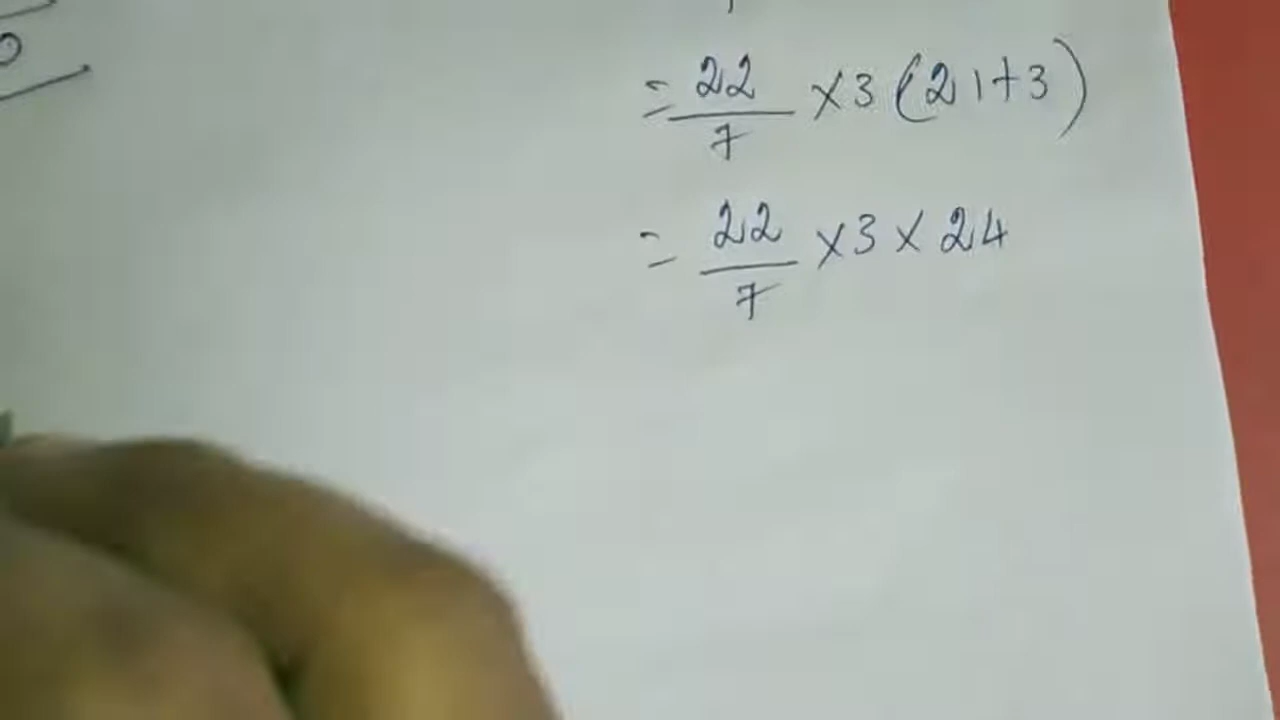 = 22/7 × 3 (21+3)
= 22/7 × 3 × 24